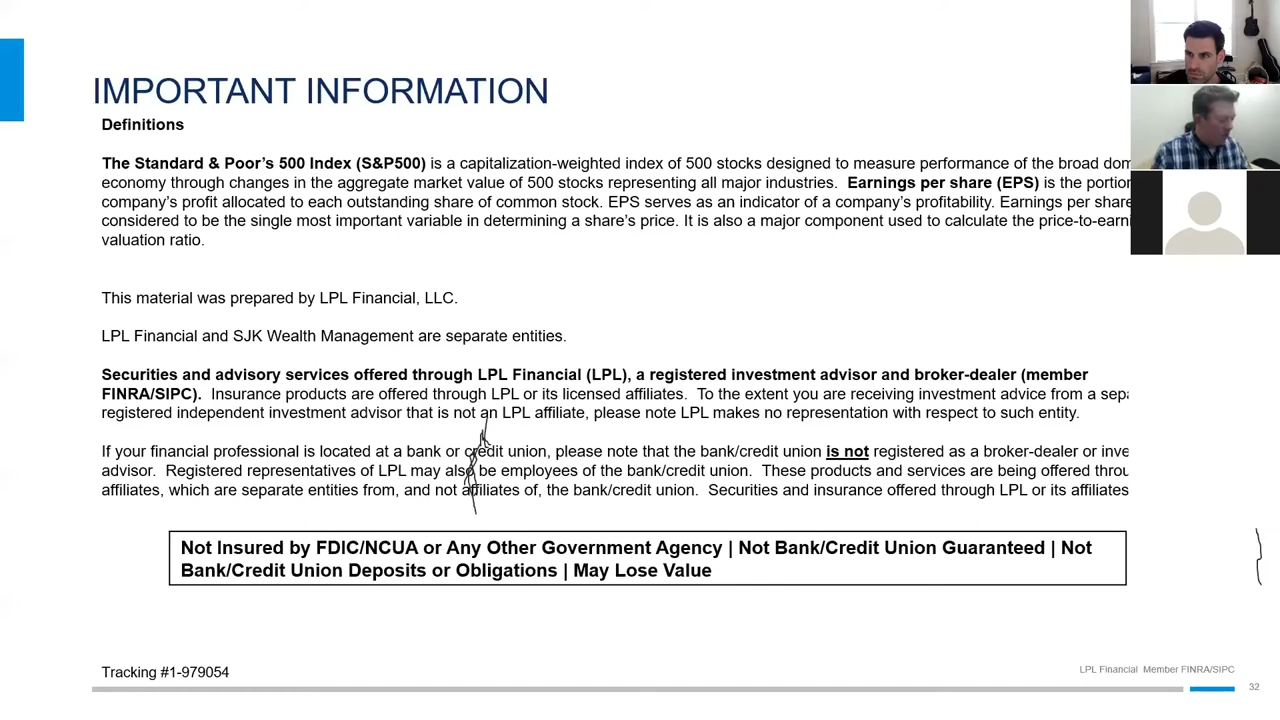 IMPORTANT INFORMATION
Definitions
The Standard & Poor's 500 Index (S&P500) is a capitalization-weighted index of 500 stocks designed to measure performance of the broad dom
economy through changes in the aggregate market value of 500 stocks representing all major industries. Earnings per share (EPS) is the portion
company's profit allocated to each outstanding share of common stock. EPS serves as an indicator of a company's profitability. Earnings per share
considered to be the single most important variable in determining a share's price. It is also a major component used to calculate the price-to-earni
valuation ratio.
This material was prepared by LPL Financial, LLC.
LPL Financial and SJK Wealth Management are separate entities.
Securities and advisory services offered through LPL Financial (LPL), a registered investment advisor and broker-dealer (member
FINRA/SIPC). Insurance products are offered through LPL or its licensed affiliates. To the extent you are receiving investment advice from a sepa
registered independent investment advisor that is not an LPL affiliate, please note LPL makes no representation with respect to such entity.
If your financial professional is located at a bank or credit union, please note that the bank/credit union is not registered as a broker-dealer or inve
advisor. Registered representatives of LPL may also be employees of the bank/credit union. These products and services are being offered throu
affiliates, which are separate entities from, and not affiliates of, the bank/credit union. Securities and insurance offered through LPL or its affiliates
Not Insured by FDIC/NCUA or Any Other Government Agency | Not Bank/Credit Union Guaranteed | Not
Bank/Credit Union Deposits or Obligations | May Lose Value
Tracking #1-979054
LPL Financial Member FINRA/SIPC
32